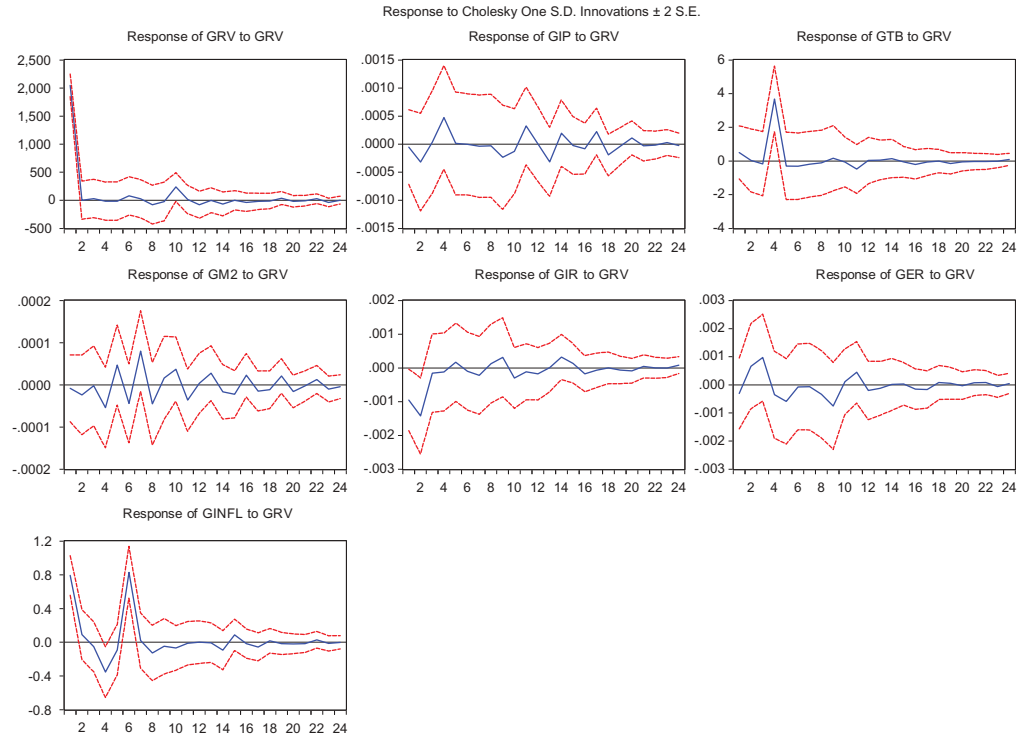 Response to Cholesky One S.D. Innovations ± 2 S.E.
Response of GRV to GRV
2,500
2,000
1,500
1,000
500
0
-500
2 4 6 8 10 12 14 16 18 20 22 24
Response of GIP to GRV
.0015
.0010
.0005
.0000
-.0005
-.0010
-.0015
2 4 6 8 10 12 14 16 18 20 22 24
Response of GTB to GRV
6
4
2
0
-2
-4
2 4 6 8 10 12 14 16 18 20 22 24
Response of GM2 to GRV
.0002
.0001
.0000
-.0001
-.0002
2 4 6 8 10 12 14 16 18 20 22 24
Response of GIR to GRV
.002
.001
.000
-.001
-.002
-.003
2 4 6 8 10 12 14 16 18 20 22 24
Response of GER to GRV
.003
.002
.001
.000
-.001
-.002
-.003
2 4 6 8 10 12 14 16 18 20 22 24
Response of GINFL to GRV
1.2
0.8
0.4
0.0
-0.4
-0.8
2 4 6 8 10 12 14 16 18 20 22 24